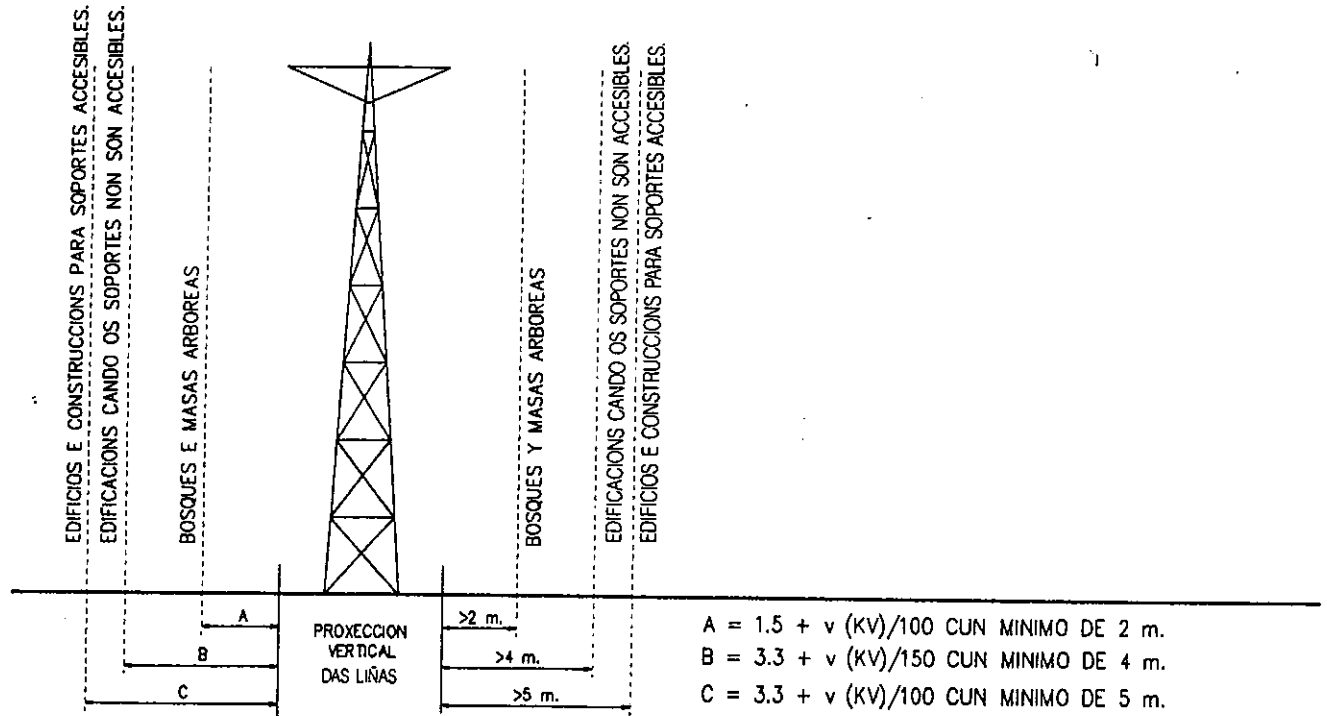 EDIFICIOS E CONSTRUCCIONS PARA SOPORTES ACCESIBLES.
EDIFICACIONS CANDO OS SOPORTES NON SON ACCESIBLES.
BOSQUES E MASAS ARBOREAS
BOSQUES Y MASAS ARBOREAS
EDIFICACIONS CANDO OS SOPORTES NON SON ACCESIBLES.
EDIFICIOS E CONSTRUCCIONS PARA SOPORTES ACCESIBLES.
A
B
C
PROXECCION
VERTICAL
DAS LIÑAS
>2 m.
>4 m.
>5 m.
A = 1.5 + v (KV)/100 CUN MINIMO DE 2 m.
B = 3.3 + v (KV)/150 CUN MINIMO DE 4 m.
C = 3.3 + v (KV)/100 CUN MINIMO DE 5 m.